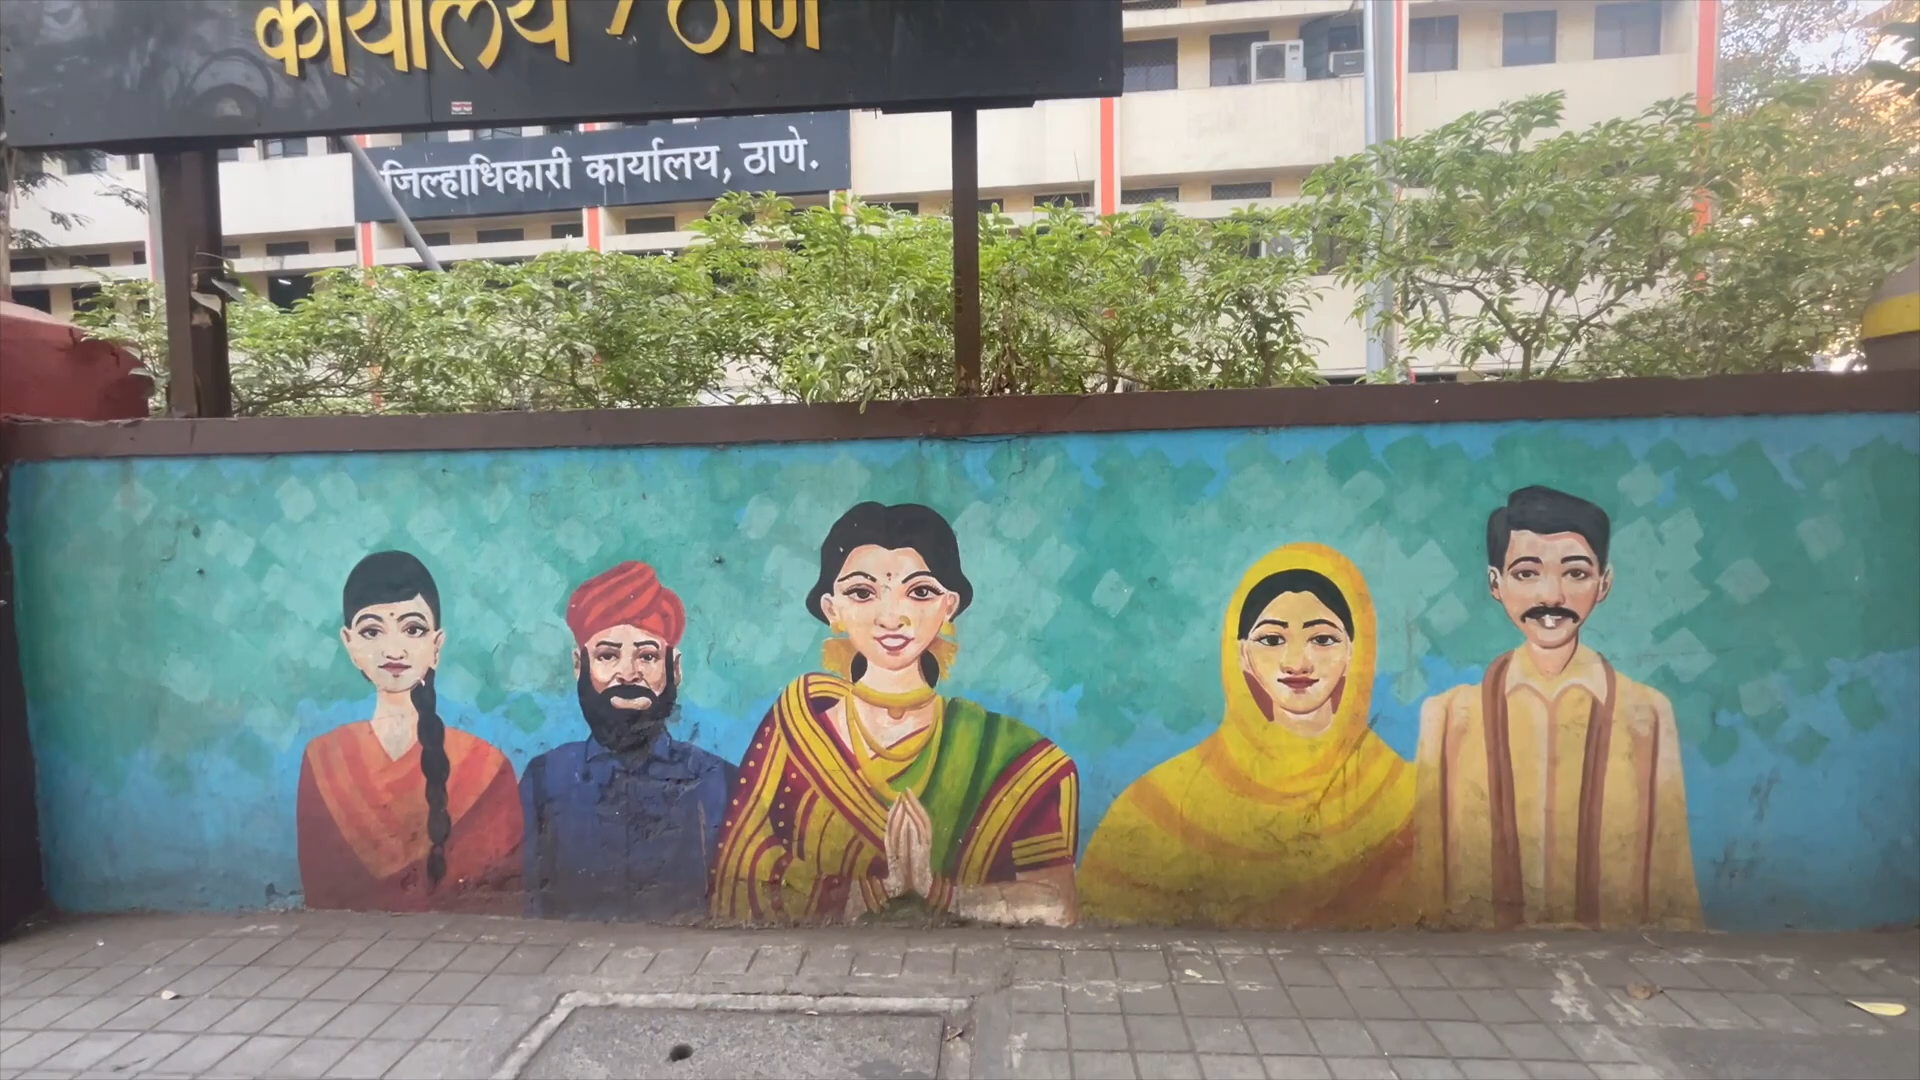 कार्यालय / ठाणे
जिल्हाधिकारी कार्यालय, ठाणे.